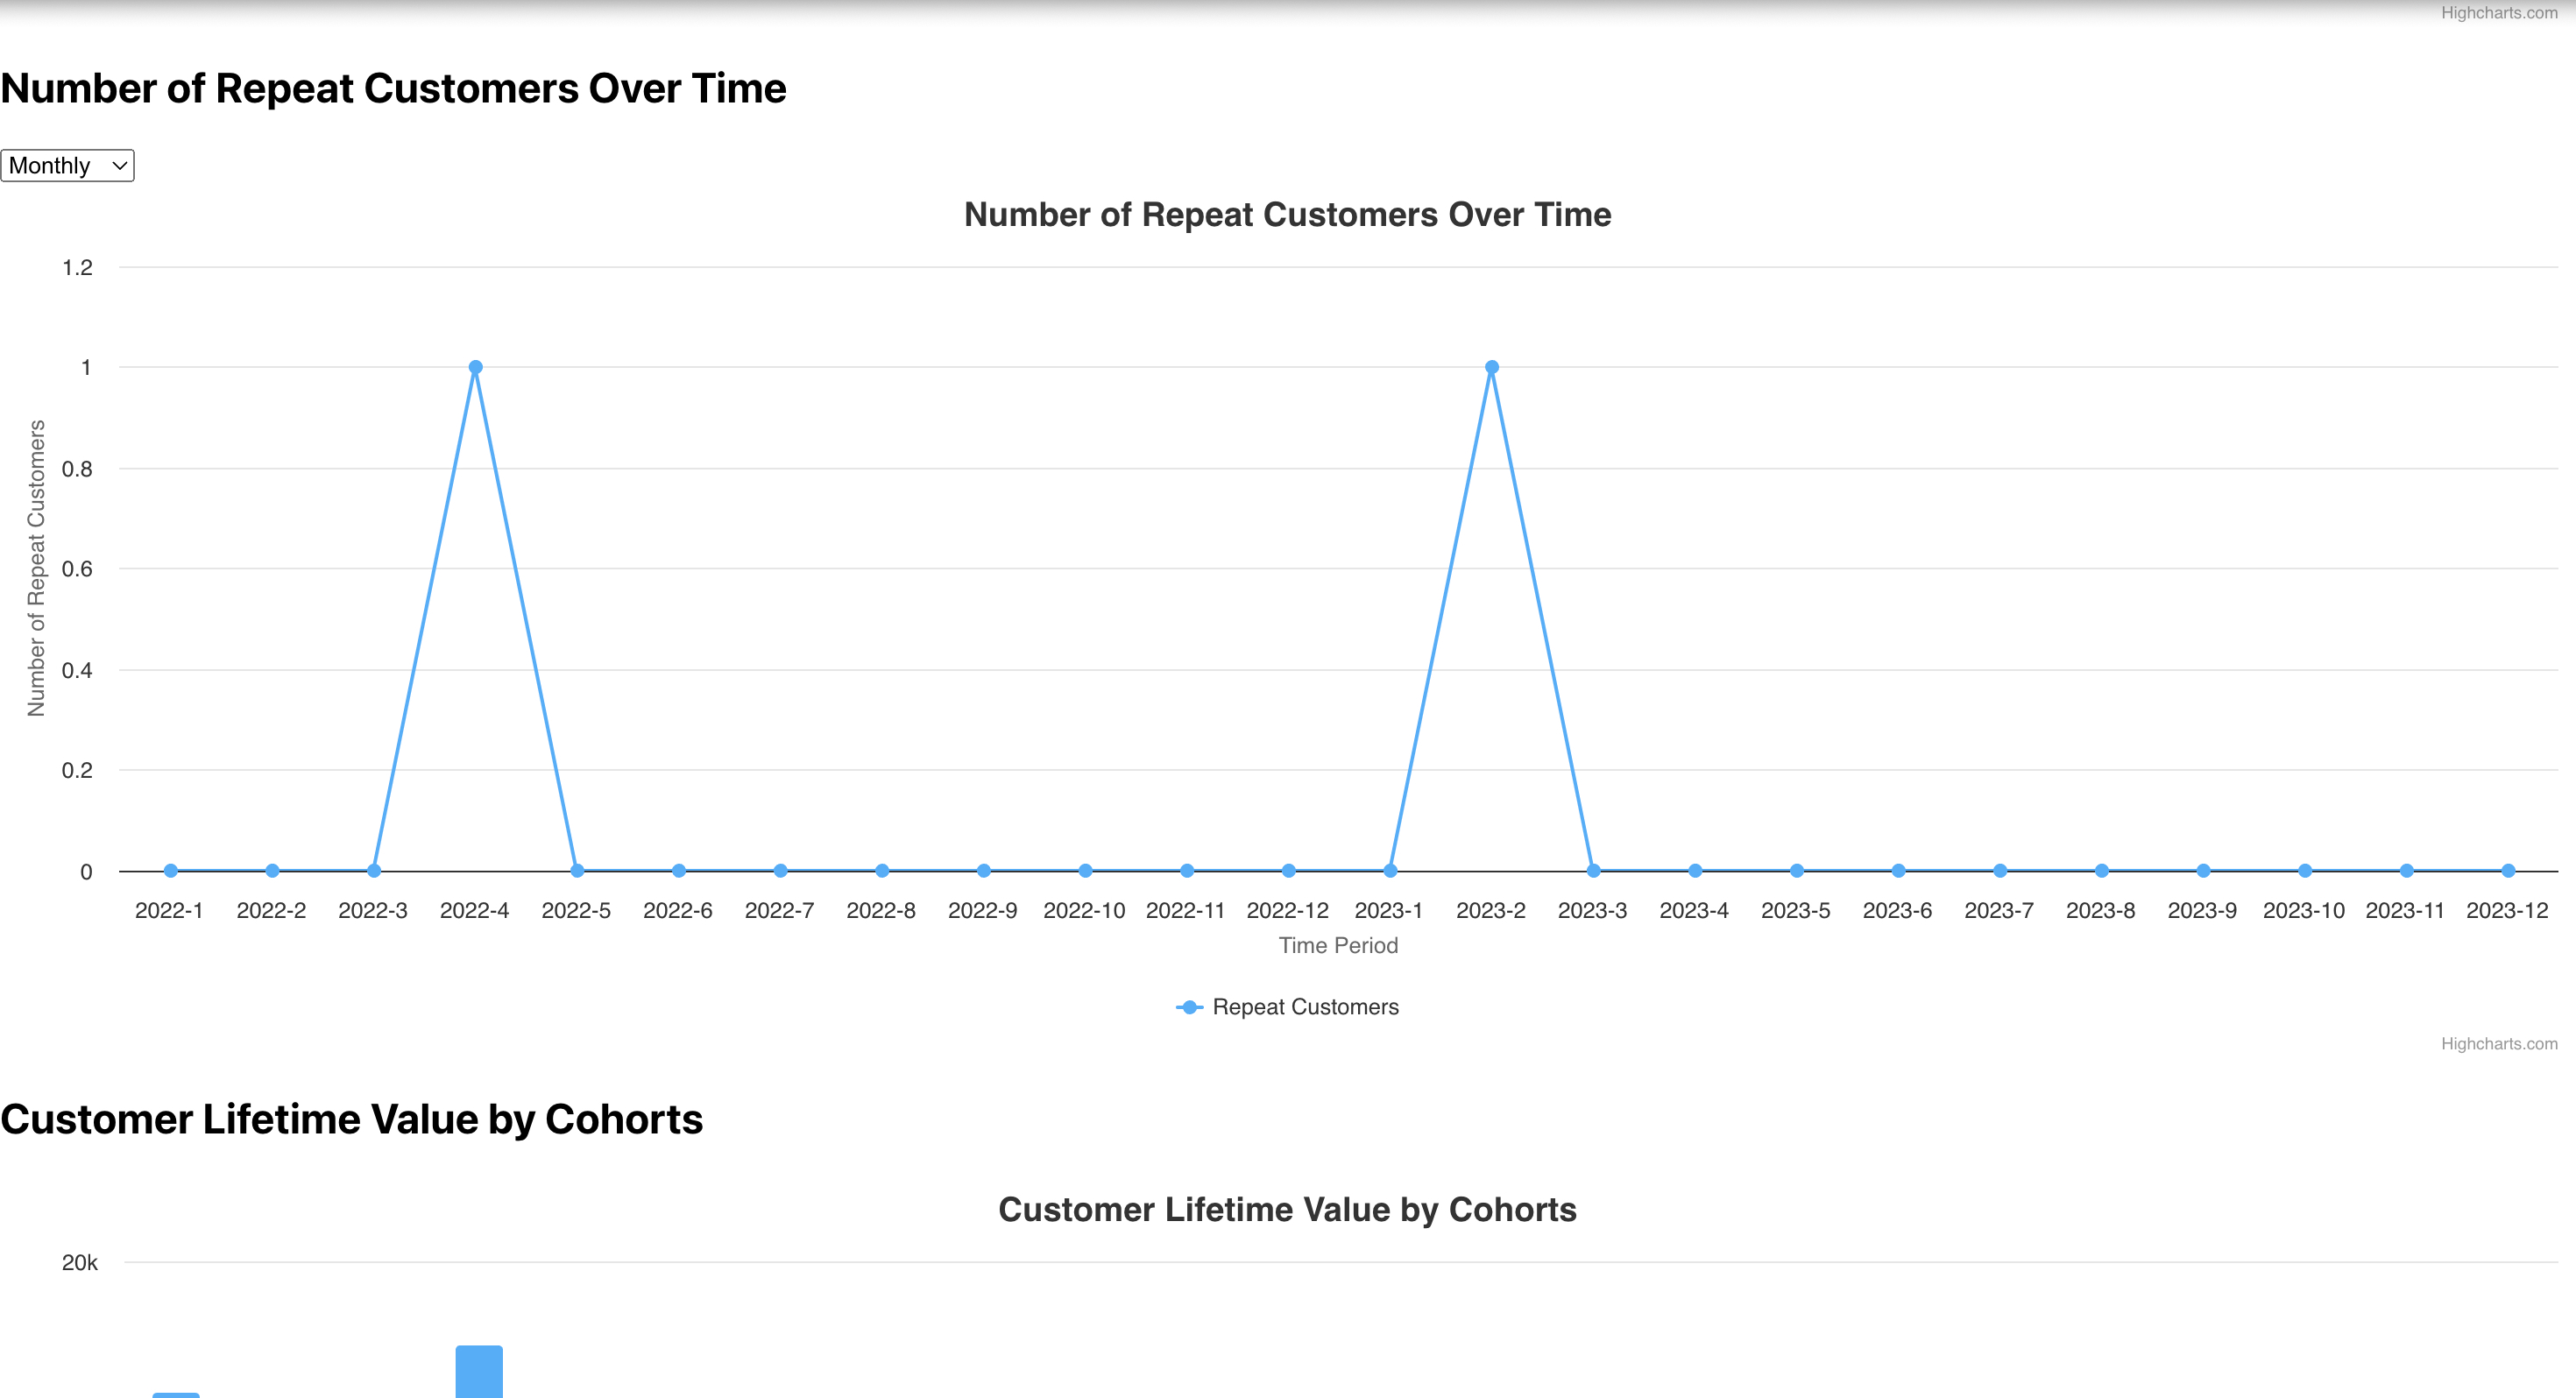 Highcharts.com
Number of Repeat Customers Over Time
Monthly
Number of Repeat Customers Over Time
1.2
1
0.8
0.6
0.4
0.2
0
Number of Repeat Customers
2022-1 2022-2 2022-3 2022-4 2022-5 2022-6 2022-7 2022-8 2022-9 2022-10 2022-11 2022-12 2023-1 2023-2 2023-3 2023-4 2023-5 2023-6 2023-7 2023-8 2023-9 2023-10 2023-11 2023-12
Time Period
Repeat Customers
Highcharts.com
Customer Lifetime Value by Cohorts
Customer Lifetime Value by Cohorts
20k